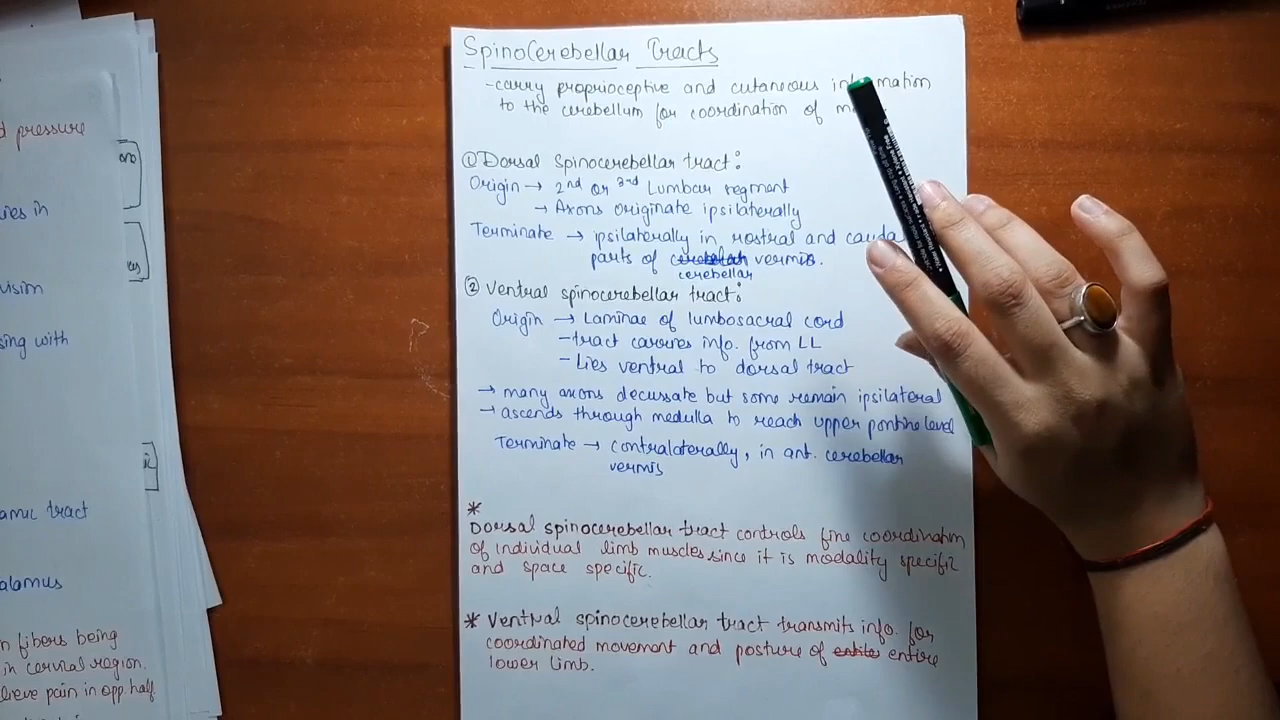 SpinoCerebellar Tracts
-carry proprioceptive and cutaneous information
to the cerebellum for coordination of
① Dorsal Spinocerebellar tract:
Origin → 2nd or 3rd Lumbar segment
→ Axons originate ipsilaterally
Terminate → ipsilaterally in rostral and cauda
parts of cerebellar vermis.
cerebellar
② Ventral spinocerebellar tract:
Origin → Laminae of lumbosacral cord
-tract carries info. from LL
-Lies ventral to dorsal tract
→ many axons decussate but some remain ipsilateral
→ ascends through medulla to reach upper pontine level
Terminate → contralaterally, in ant. cerebellar
vermis
*
Dorsal spinocerebellar tract controls fine coordination
of individual limb muscles since it is modality specific
and space specific.
* Ventral spinocerebellar tract transmits info. for
coordinated movement and posture of entire entire
lower limb.
d pressure
ies in
vision
sing with
amic tract
alamus
n fibers being
in cervical region.
lieve pain in opp. half.